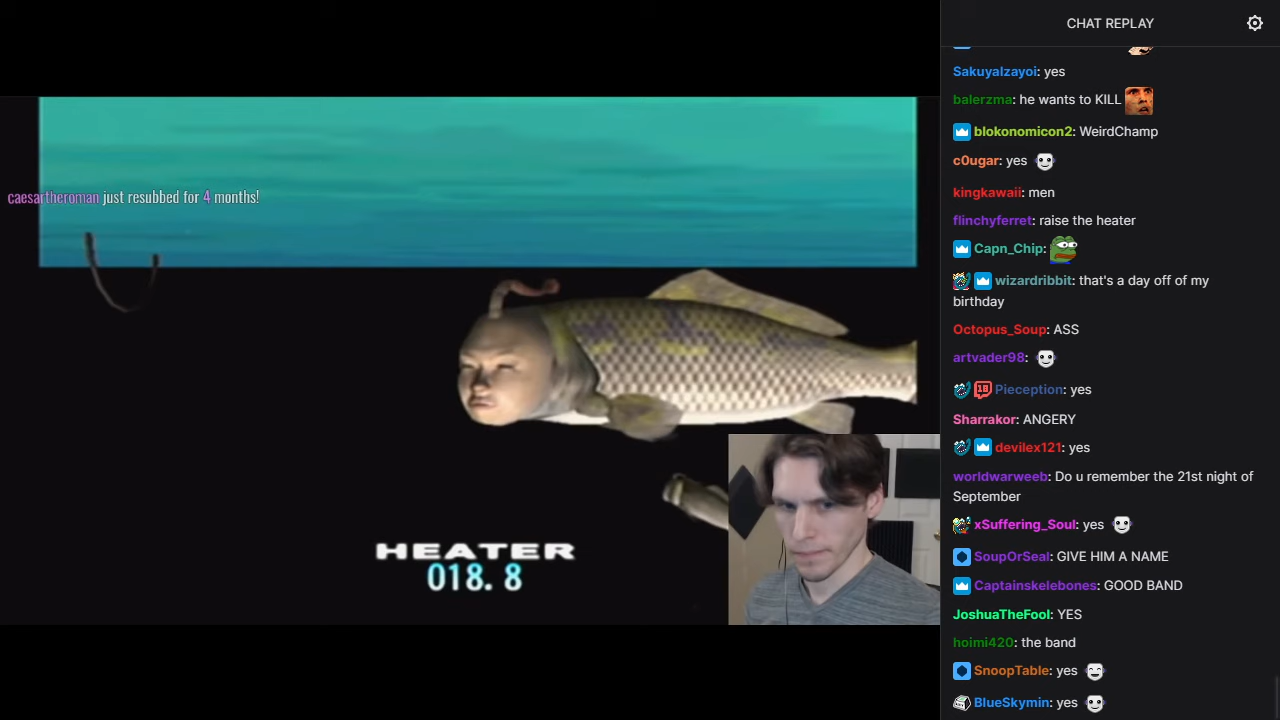 CHAT REPLAY
SakuyaIzayoi: yes
balerzma: he wants to KILL
blokonomicon2: WeirdChamp
c0ugar: yes
kingkawaii: men
flinchyferret: raise the heater
Capn_Chip:
wizardribbit: that's a day off of my
birthday
Octopus_Soup: ASS
artvader98:
18 Pieception: yes
Sharrakor: ANGERY
devilex121: yes
worldwarweeb: Do u remember the 21st night of
September
xSuffering_Soul: yes
SoupOrSeal: GIVE HIM A NAME
Captainskelebones: GOOD BAND
JoshuaTheFool: YES
hoimi420: the band
SnoopTable: yes
BlueSkymin: yes
caesartheroman just resubbed for 4 months!
HEATER
018. 8